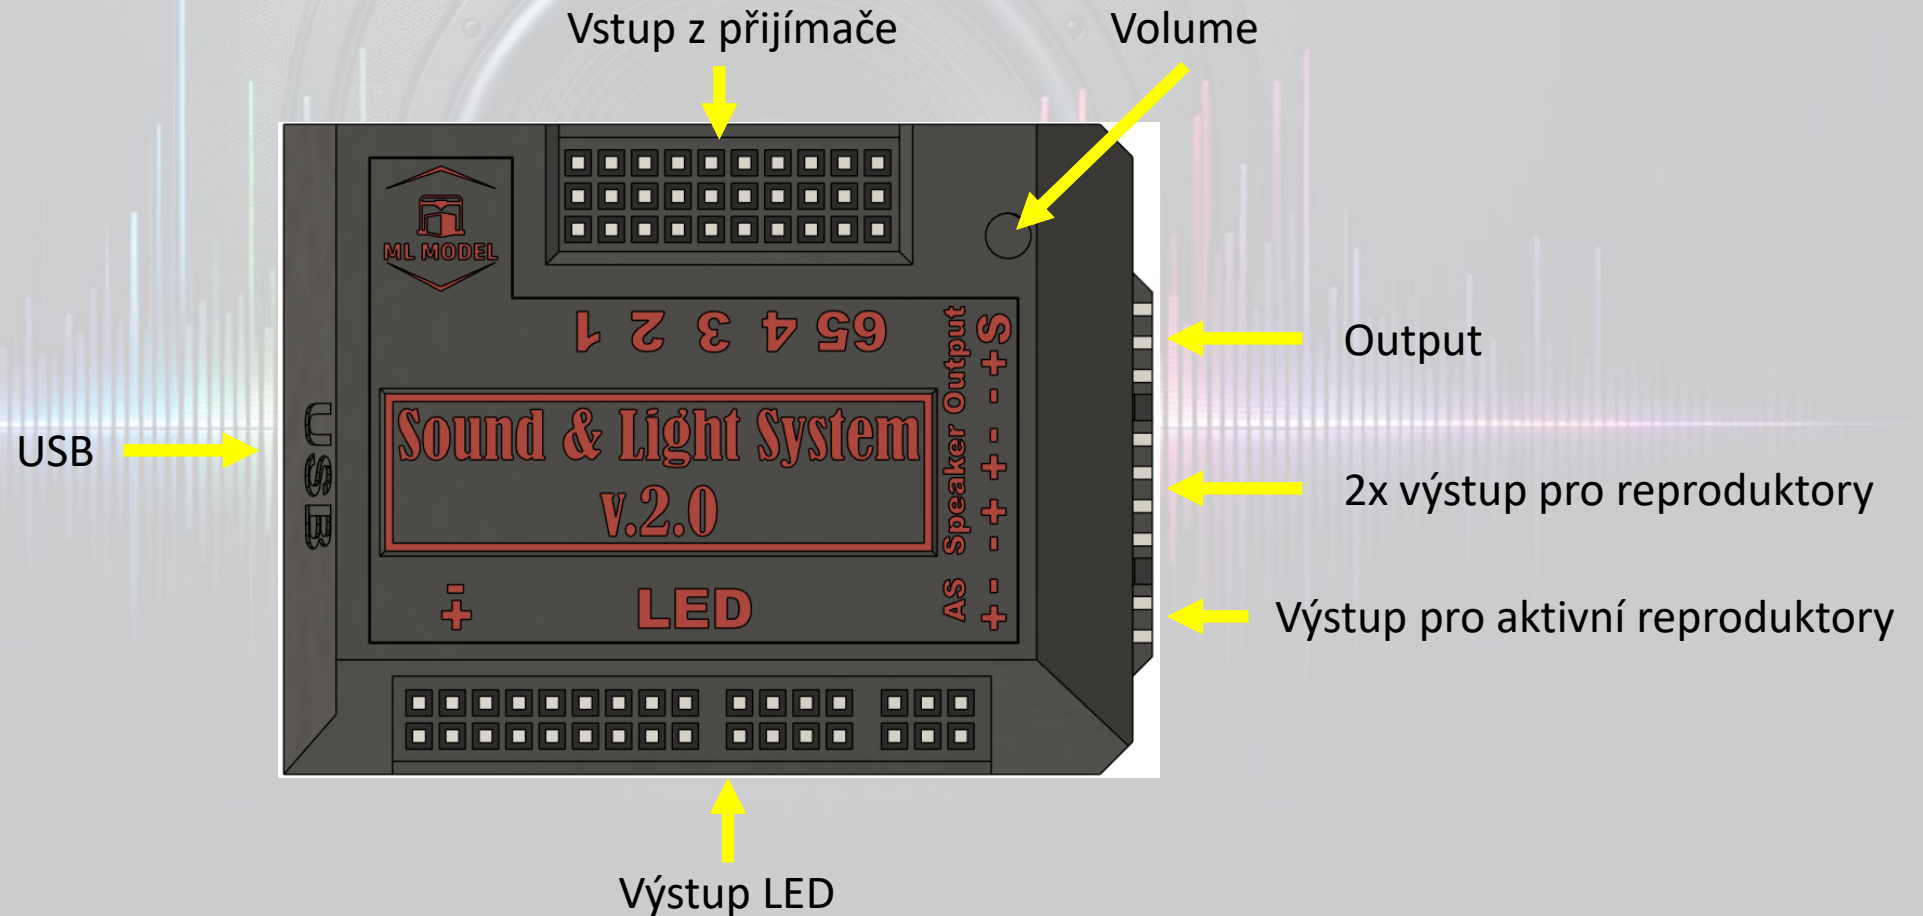 Vstup z přijímače
Volume
ML MODEL
1 2 3 4 5 6
Output
S + -
USB
USB
Sound & Light System
v.2.0
Speaker Output
- + + -
2x výstup pro reproduktory
- +
LED
AS
- +
Výstup pro aktivní reproduktory
Výstup LED